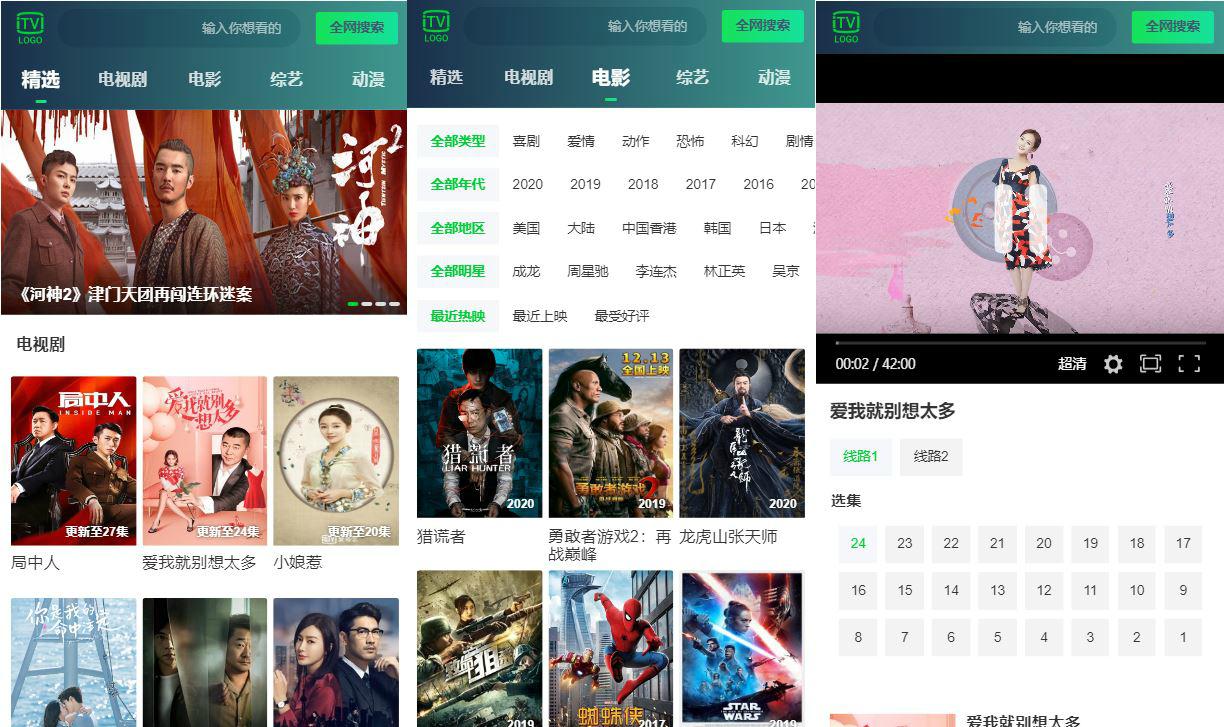 iTV
LOGO
输入你想看的
全网搜索
精选
电视剧
电影
综艺
动漫
河神2
TIENTSIN MYSTIC
《河神2》津门天团再闯连环迷案
电视剧
局中人
INSIDE MAN
更新至27集
局中人
爱我就别想太多
更新至24集
爱我就别想太多
更新至20集
小娘惹
你是我的命中注定
iTV
LOGO
输入你想看的
全网搜索
精选
电视剧
电影
综艺
动漫
全部类型 喜剧 爱情 动作 恐怖 科幻 剧情
全部年代 2020 2019 2018 2017 2016 20
全部地区 美国 大陆 中国香港 韩国 日本
全部明星 成龙 周星驰 李连杰 林正英 吴京
最近热映 最近上映 最受好评
猎谎者
LIAR HUNTER
2020
猎谎者
12.13
全国上映
勇敢者游戏2
2019
勇敢者游戏2：再战巅峰
龙虎山张天师
2020
龙虎山张天师
2019
蜘蛛侠
2017
STAR WARS
2019
iTV
LOGO
输入你想看的
全网搜索
00:02 / 42:00
超清
爱我就别想太多
线路1 线路2
选集
24 23 22 21 20 19 18 17
16 15 14 13 12 11 10 9
8 7 6 5 4 3 2 1
爱我就别想太多